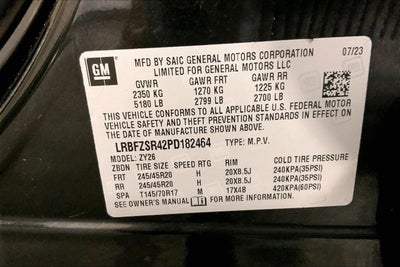 GM
MFD BY SAIC GENERAL MOTORS CORPORATION 07/23
LIMITED FOR GENERAL MOTORS LLC
GVWR GAWR FR GAWR RR
2350 KG 1270 KG 1225 KG
5180 LB 2799 LB 2700 LB
THIS VEHICLE CONFORMS TO ALL APPLICABLE U.S. FEDERAL MOTOR
VEHICLE SAFETY AND THEFT PREVENTION STANDARDS IN EFFECT ON
THE DATE OF MANUFACTURE SHOWN ABOVE.
LRBFZSR42PD182464 TYPE: M.P.V.
MODEL: ZY26
2BDN TIRE SIZE SPEED RTG RIM COLD TIRE PRESSURE
FRT 245/45R20 H 20X8.5J 240KPA(35PSI)
RR 245/45R20 H 20X8.5J 240KPA(35PSI)
SPA T145/70R17 M 17X4B 420KPA(60PSI)
SEE OWNER'S MANUAL FOR MORE INFORMATION.